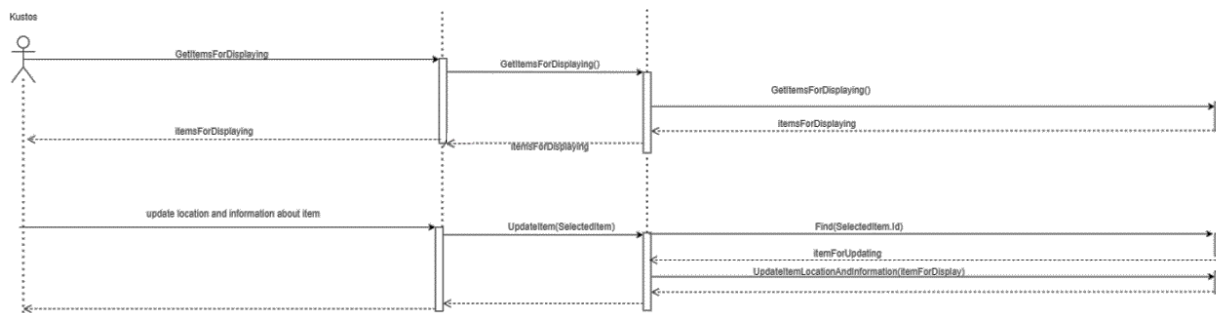 Kustos
GetItemsForDisplaying
GetItemsForDisplaying()
GetItemsForDisplaying()
itemsForDisplaying
itemsForDisplaying
itemsForDisplaying
update location and information about item
UpdateItem(SelectedItem)
Find(SelectedItem.Id)
itemForUpdating
UpdateItemLocationAndInformation(itemForDisplay)